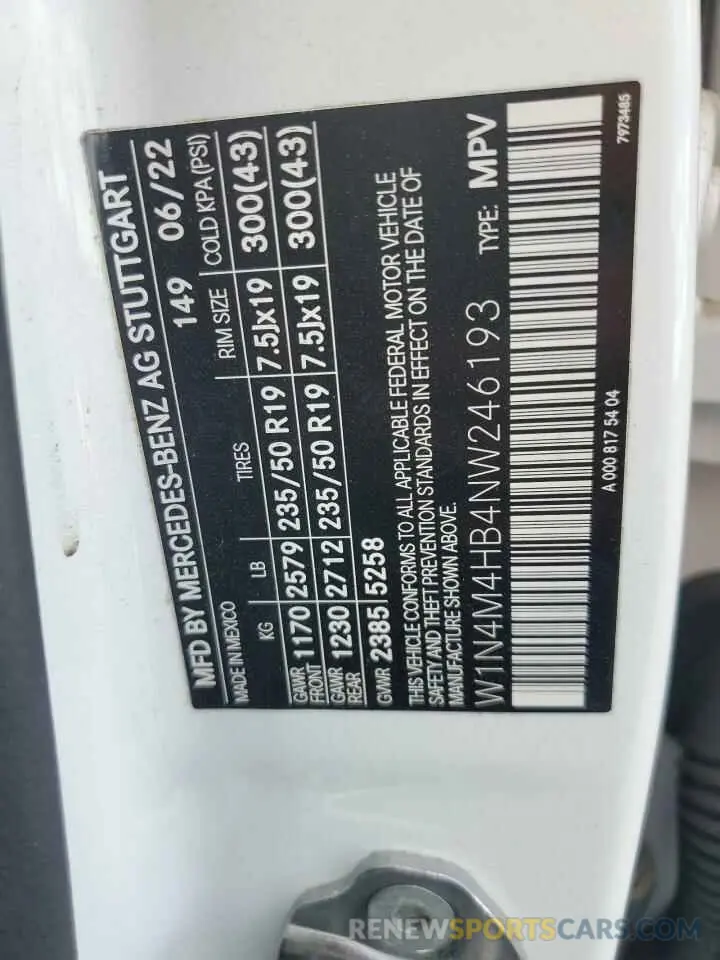 MFD BY MERCEDES-BENZ AG STUTTGART
MADE IN MEXICO 149 06/22
KG LB TIRES RIM SIZE COLD KPA(PSI)
GAWR FRONT 1170 2579 235/50 R19 7.5Jx19 300(43)
GAWR REAR 1230 2712 235/50 R19 7.5Jx19 300(43)
GVWR 2385 5258
THIS VEHICLE CONFORMS TO ALL APPLICABLE FEDERAL MOTOR VEHICLE
SAFETY AND THEFT PREVENTION STANDARDS IN EFFECT ON THE DATE OF
MANUFACTURE SHOWN ABOVE.
W1N4M4HB4NW246193 TYPE: MPV
A 000 817 54 04
7973485
RENEWSPORTSCARS.COM